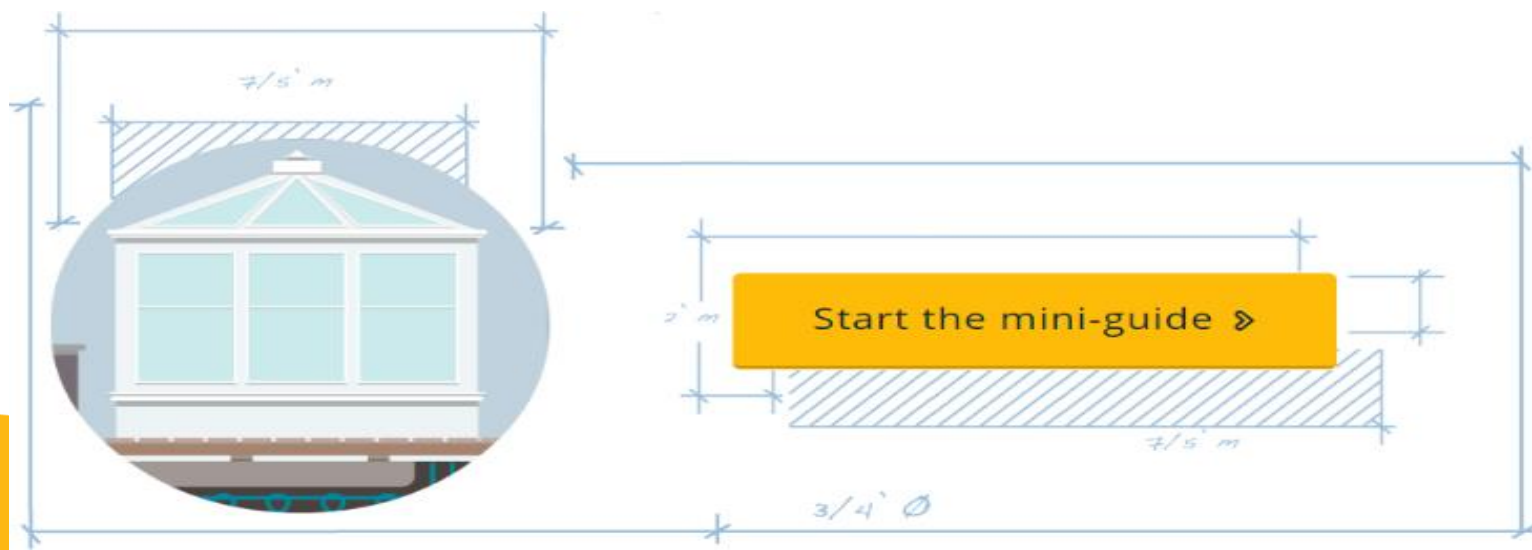 7/5` m
Start the mini-guide »
2` m
7/5` m
3/4` Ø